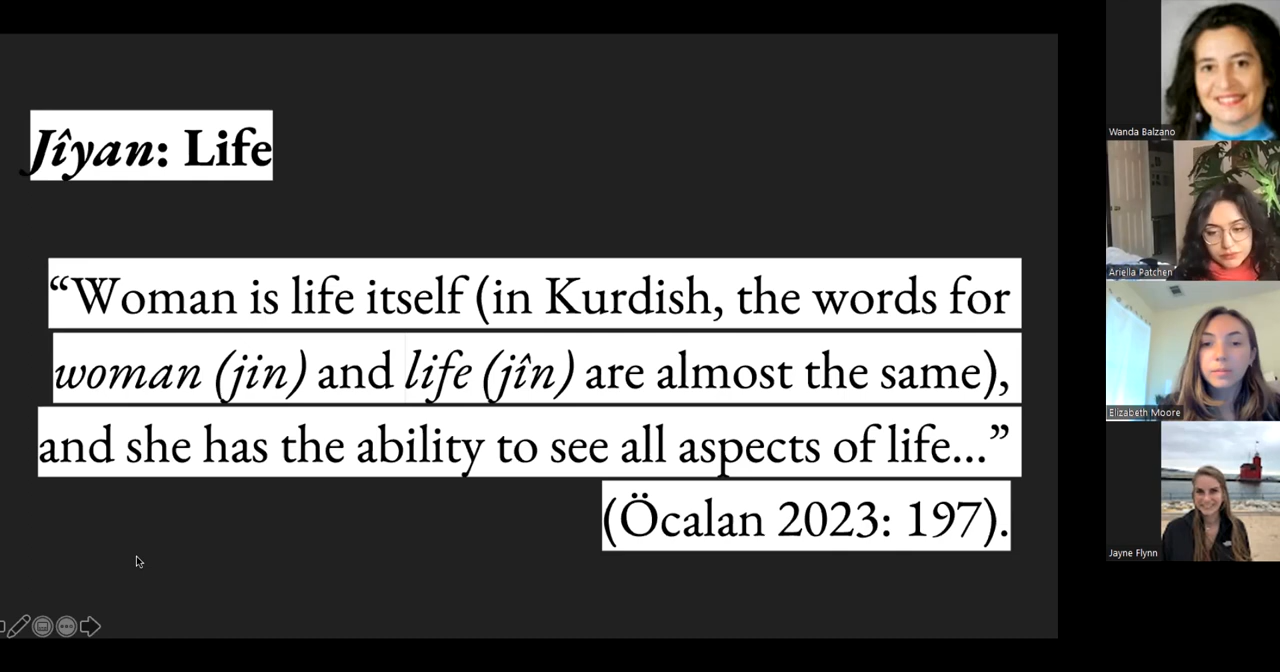 Jîyan: Life
“Woman is life itself (in Kurdish, the words for
woman (jin) and life (jîn) are almost the same),
and she has the ability to see all aspects of life...”
(Öcalan 2023: 197).
Wanda Balzano
Ariella Patchen
Elizabeth Moore
Jayne Flynn